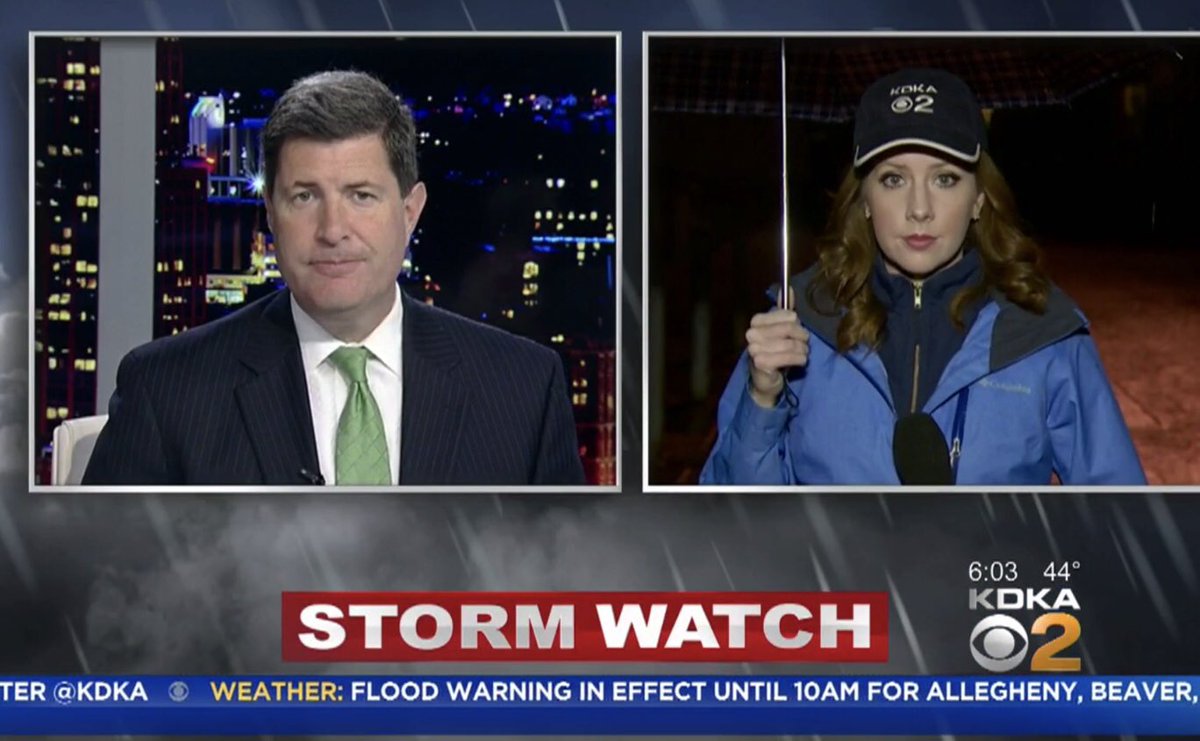 KDKA
2
Columbia
STORM WATCH
6:03 44°
KDKA
2
TER @KDKA WEATHER: FLOOD WARNING IN EFFECT UNTIL 10AM FOR ALLEGHENY, BEAVER,